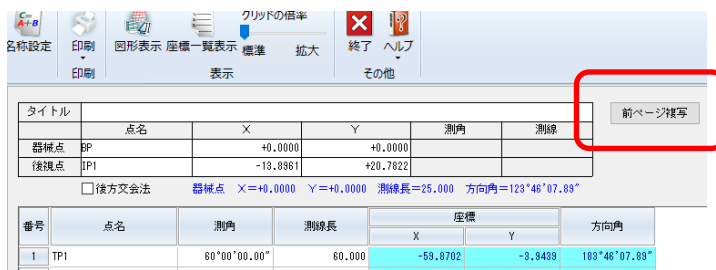 C=
A+B
グリッドの倍率
名称設定 印刷 図形表示 座標一覧表示 標準 拡大 終了 ヘルプ
印刷 表示 その他
タイトル
前ページ複写
点名 X Y 測角 測線
器械点 BP +0.0000 +0.0000
後視点 IP1 -13.8961 +20.7822
後方交会法 器械点 X=+0.0000 Y=+0.0000 測線長=25.000 方向角=123°46'07.89"
番号 点名 測角 測線長 座標 方向角
X Y
1 TP1 60°00'00.00" 60.000 -59.8702 -3.9439 183°46'07.89"